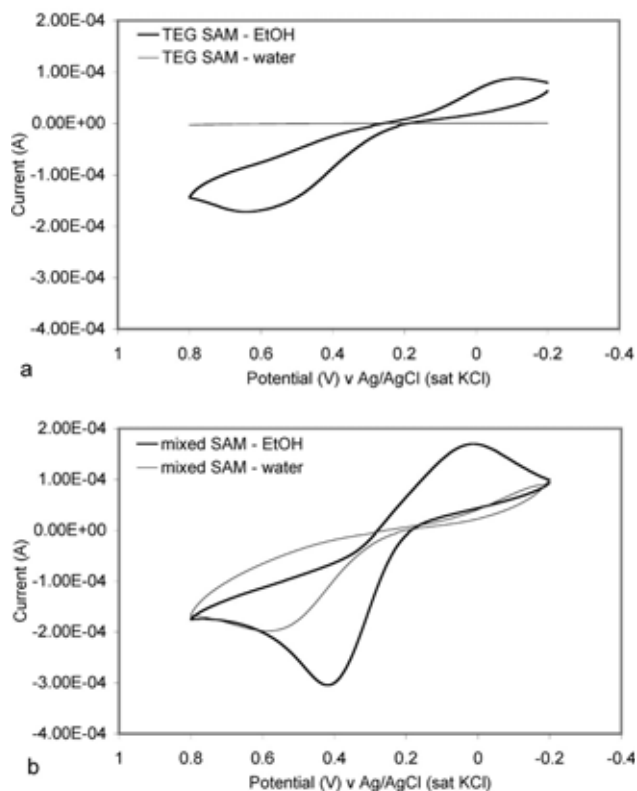 a
TEG SAM - EtOH
TEG SAM - water
2.00E-04
1.00E-04
0.00E+00
-1.00E-04
-2.00E-04
-3.00E-04
-4.00E-04
Current (A)
1 0.8 0.6 0.4 0.2 0 -0.2 -0.4
Potential (V) v Ag/AgCl (sat KCl)
mixed SAM - EtOH
mixed SAM - water
2.00E-04
1.00E-04
0.00E+00
-1.00E-04
-2.00E-04
-3.00E-04
-4.00E-04
Current (A)
1 0.8 0.6 0.4 0.2 0 -0.2 -0.4
b
Potential (V) v Ag/AgCl (sat KCl)